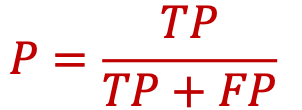 P = TP / (TP + FP)